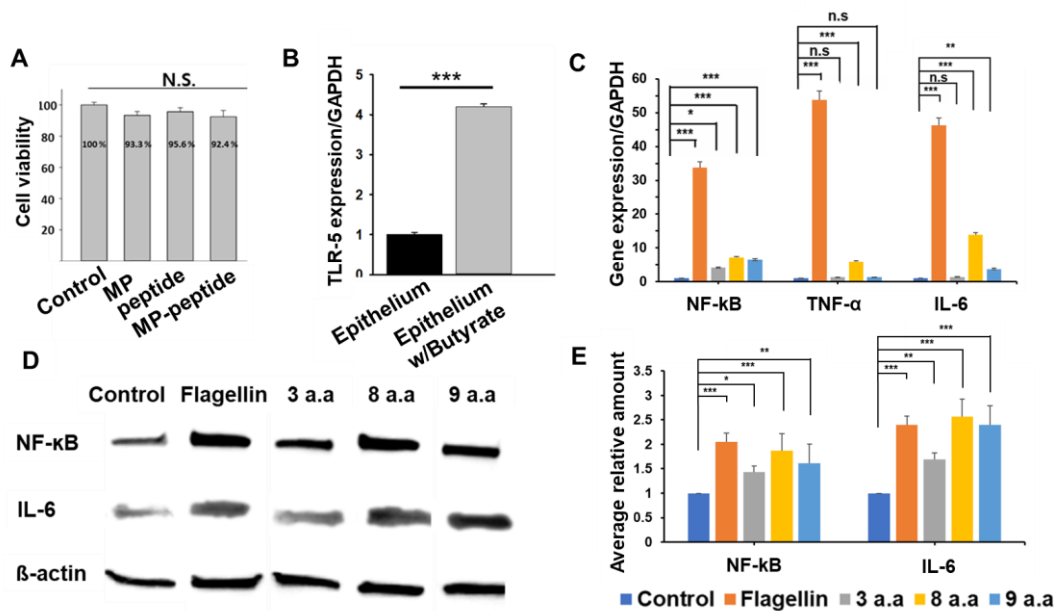 A
N.S.
Cell viability
100
80
60
40
20
100 %
93.3 %
95.6 %
92.4 %
Control
MP
peptide
MP-peptide
B
***
TLR-5 expression/GAPDH
5
4
3
2
1
0
Epithelium
Epithelium
w/Butyrate
C
Gene expression/GAPDH
60
50
40
30
20
10
0
***
***
*
***
n.s
***
n.s
***
**
***
n.s
***
NF-kB
TNF-α
IL-6
D
Control
Flagellin
3 a.a
8 a.a
9 a.a
NF-κB
IL-6
ß-actin
E
Average relative amount
3
2.5
2
1.5
1
0.5
0
**
***
*
***
***
***
**
***
NF-kB
IL-6
Control
Flagellin
3 a.a
8 a.a
9 a.a